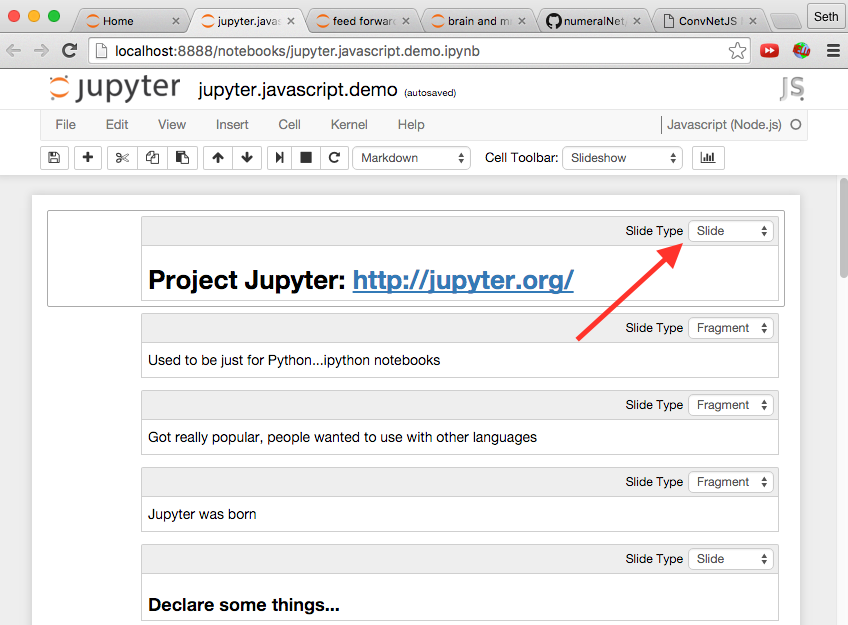 Home
jupyter.javas
feed forwar
brain and m
numeralNet
ConvNetJS
Seth
localhost:8888/notebooks/jupyter.javascript.demo.ipynb
jupyter jupyter.javascript.demo (autosaved)
JS
File Edit View Insert Cell Kernel Help Javascript (Node.js)
Markdown Cell Toolbar: Slideshow
Slide Type Slide
Project Jupyter: http://jupyter.org/
Slide Type Fragment
Used to be just for Python...ipython notebooks
Slide Type Fragment
Got really popular, people wanted to use with other languages
Slide Type Fragment
Jupyter was born
Slide Type Slide
Declare some things...